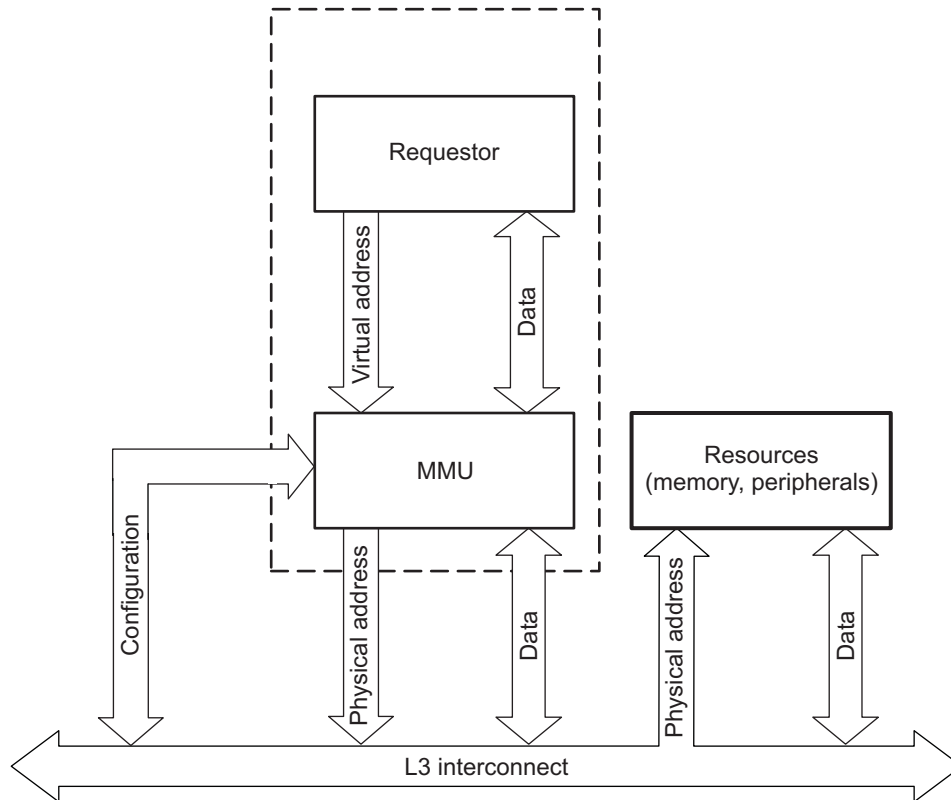 Requestor
Virtual address
Data
MMU
Resources
(memory, peripherals)
Configuration
Physical address
Data
Physical address
Data
L3 interconnect